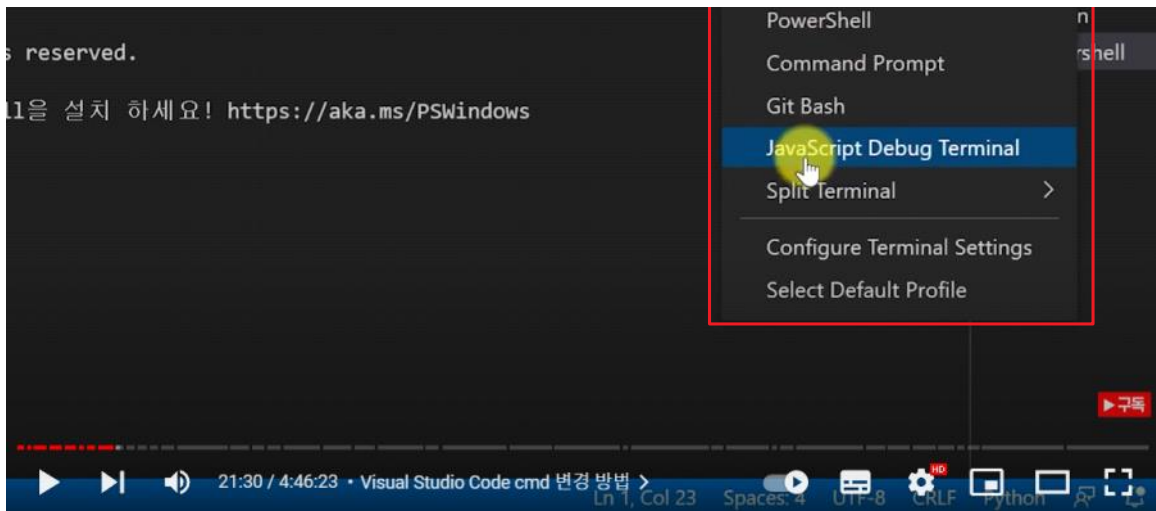 PowerShell
n
s reserved.
Command Prompt
rshell
Git Bash
ll을 설치 하세요! https://aka.ms/PSWindows
JavaScript Debug Terminal
Split Terminal
Configure Terminal Settings
Select Default Profile
구독
HD
21:30 / 4:46:23 • Visual Studio Code cmd 변경 방법
Ln 1, Col 23 Spaces: 4 UTF-8 CRLF Python